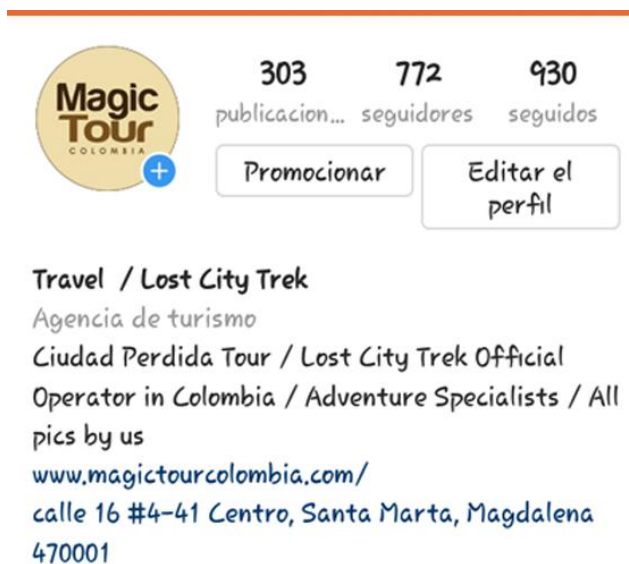 Magic
Tour
COLOMBIA
303 772 930
publicacion... seguidores seguidos
Promocionar
Editar el
perfil
Travel / Lost City Trek
Agencia de turismo
Ciudad Perdida Tour / Lost City Trek Official
Operator in Colombia / Adventure Specialists / All
pics by us
www.magictourcolombia.com/
calle 16 #4-41 Centro, Santa Marta, Magdalena
470001